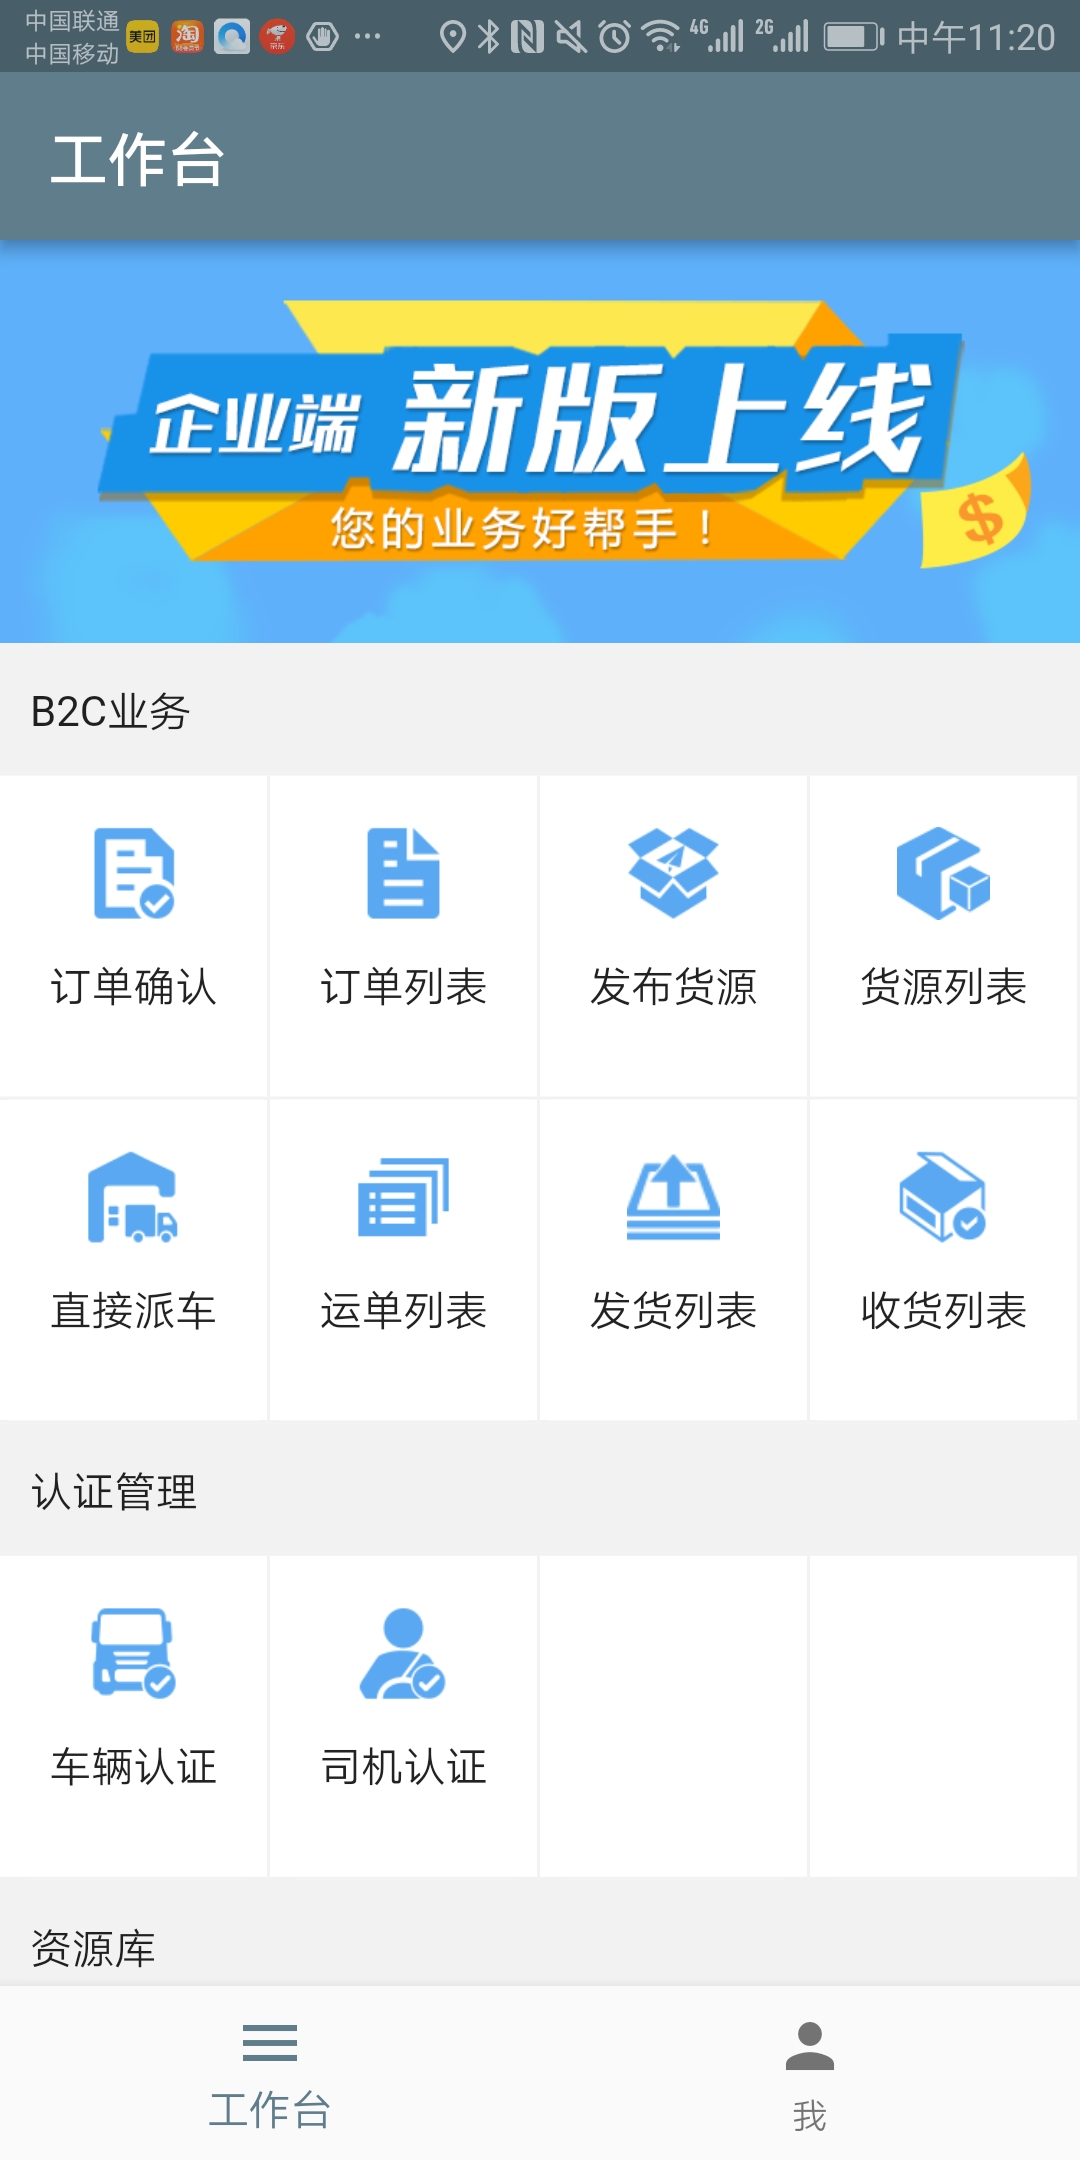 中国联通
中国移动
美团
淘
京东
4G
2G
中午11:20
工作台
企业端 新版上线
您的业务好帮手！
$
B2C业务
订单确认
订单列表
发布货源
货源列表
直接派车
运单列表
发货列表
收货列表
认证管理
车辆认证
司机认证
资源库
工作台
我